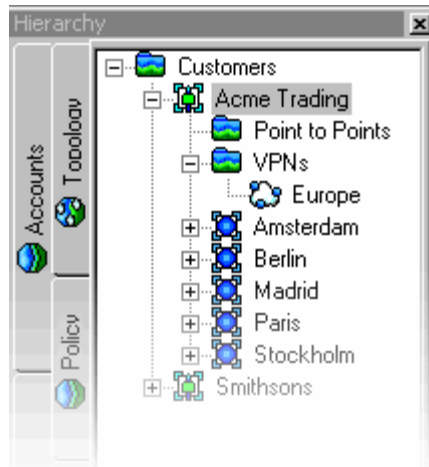 Hierarchy
Accounts
Topology
Policy
Customers
Acme Trading
Point to Points
VPNs
Europe
Amsterdam
Berlin
Madrid
Paris
Stockholm
Smithsons